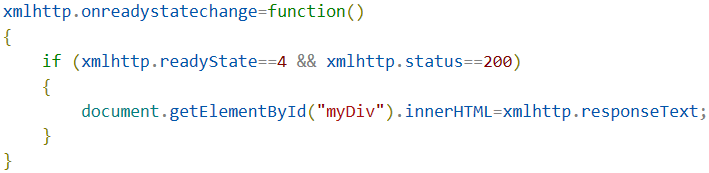 xmlhttp.onreadystatechange=function()
{
    if (xmlhttp.readyState==4 && xmlhttp.status==200)
    {
        document.getElementById("myDiv").innerHTML=xmlhttp.responseText;
    }
}